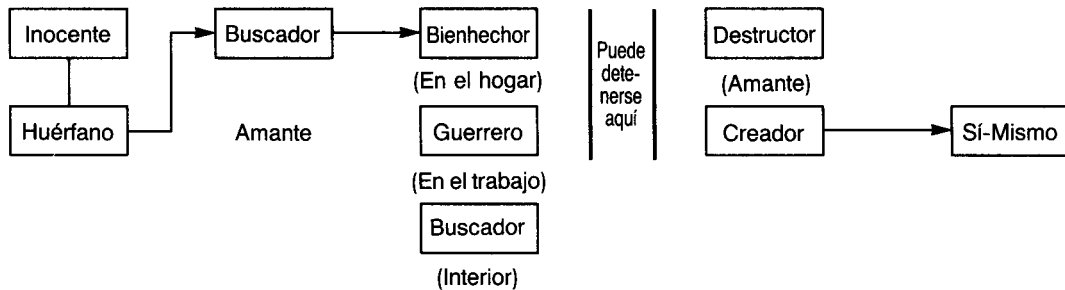 Inocente
Huérfano
Buscador
Amante
Bienhechor
(En el hogar)
Guerrero
(En el trabajo)
Buscador
(Interior)
Puede
dete-
nerse
aquí
Destructor
(Amante)
Creador
Sí-Mismo